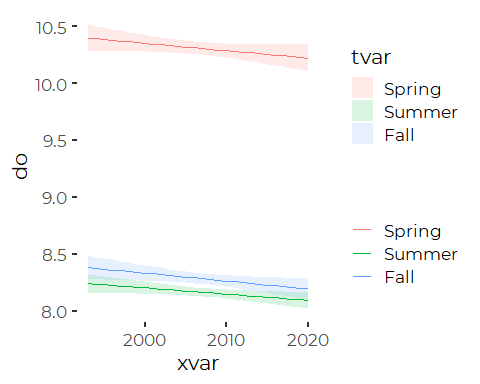 10.5
10.0
9.5
9.0
8.5
8.0
do
2000
2010
2020
xvar
tvar
Spring
Summer
Fall
Spring
Summer
Fall